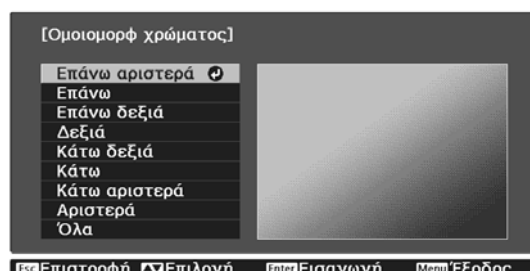 [Ομοιομορφ χρώματος]
Επάνω αριστερά
Επάνω
Επάνω δεξιά
Δεξιά
Κάτω δεξιά
Κάτω
Κάτω αριστερά
Αριστερά
Όλα
Esc Επιστροφή Επιλογή Enter Εισαγωγή Menu Έξοδος